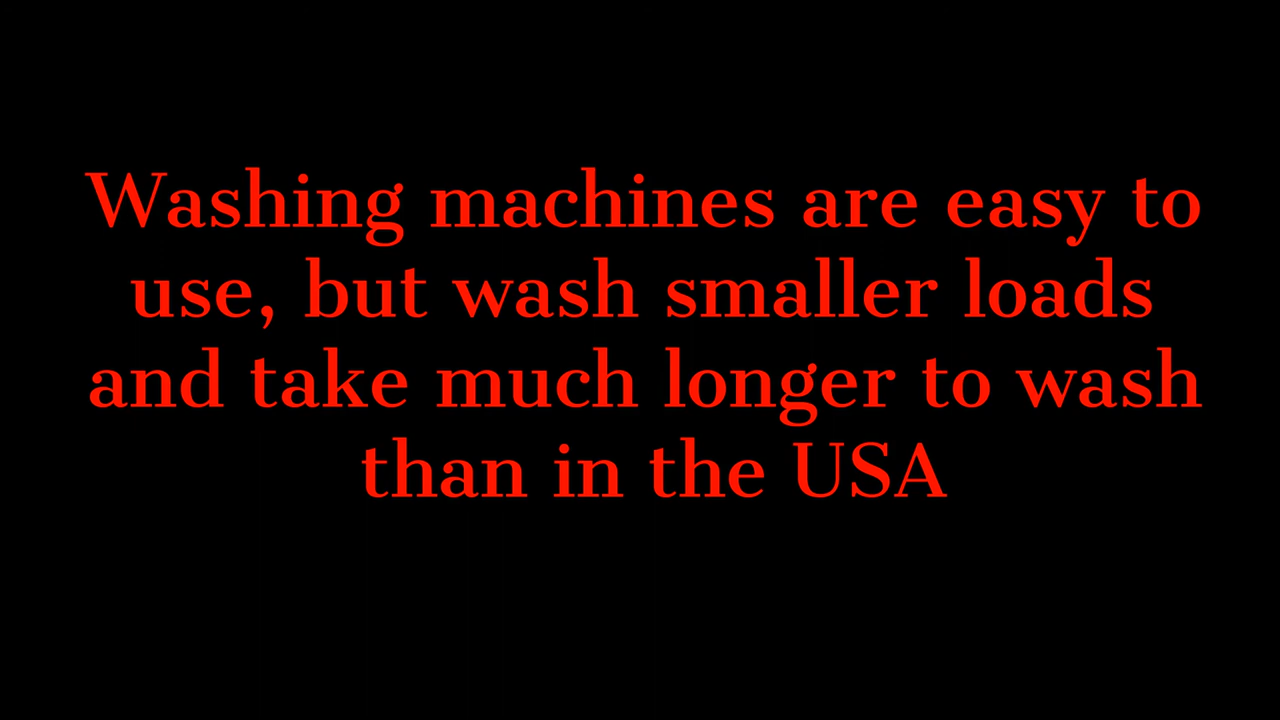 Washing machines are easy to
use, but wash smaller loads
and take much longer to wash
than in the USA